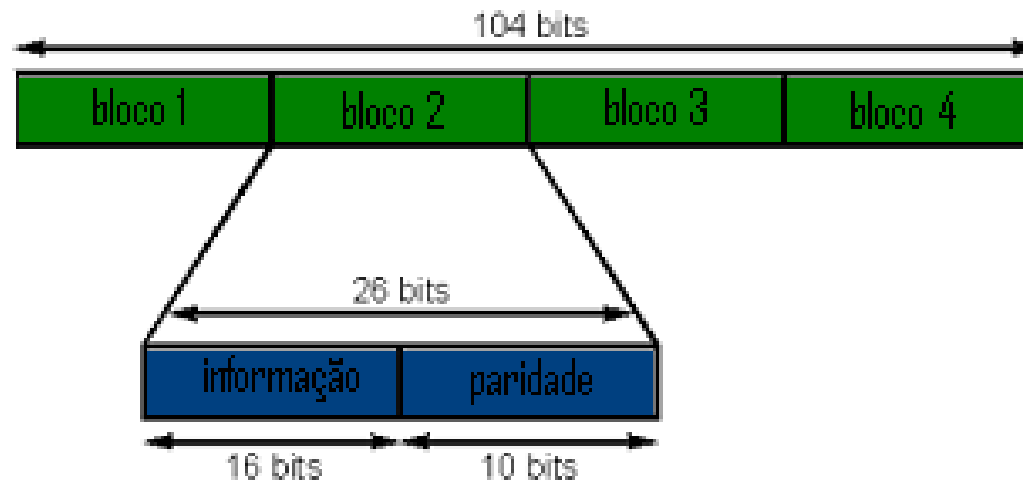 104 bits
bloco 1 bloco 2 bloco 3 bloco 4
26 bits
informação paridade
16 bits 10 bits